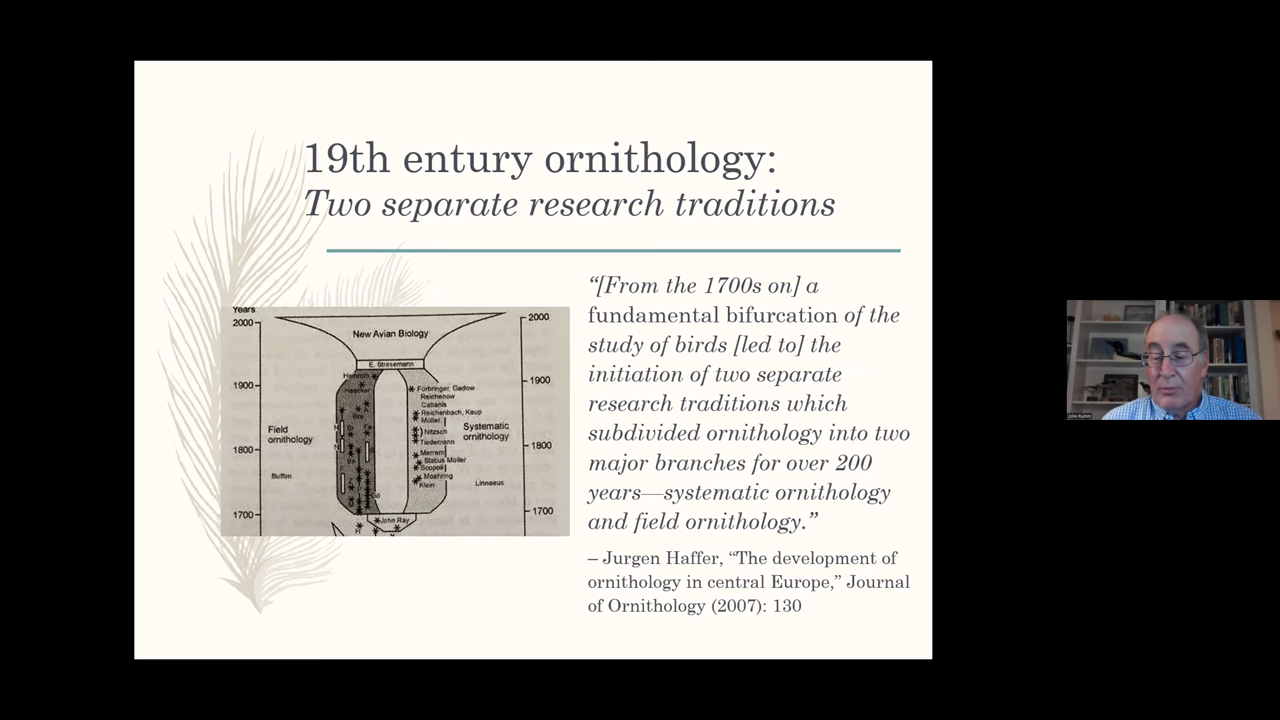 19th entury ornithology:
Two separate research traditions
“[From the 1700s on] a
fundamental bifurcation of the
study of birds [led to] the
initiation of two separate
research traditions which
subdivided ornithology into two
major branches for over 200
years—systematic ornithology
and field ornithology.”
– Jurgen Haffer, “The development of
ornithology in central Europe,” Journal
of Ornithology (2007): 130
Years
2000
2000
New Avian Biology
E. Stresemann
Heinroth
1900
1900
Fürbringer, Gadow
Reichenow
Cabanis
Reichenbach, Kaup
Müller
Field
ornithology
Nitzsch
Systematic
ornithology
Tiedemann
1800
1800
Merrem
Statius Müller
Scopoli
Buffon
Moehring
Klein
Linnaeus
1700
1700
John Ray
John Rumm